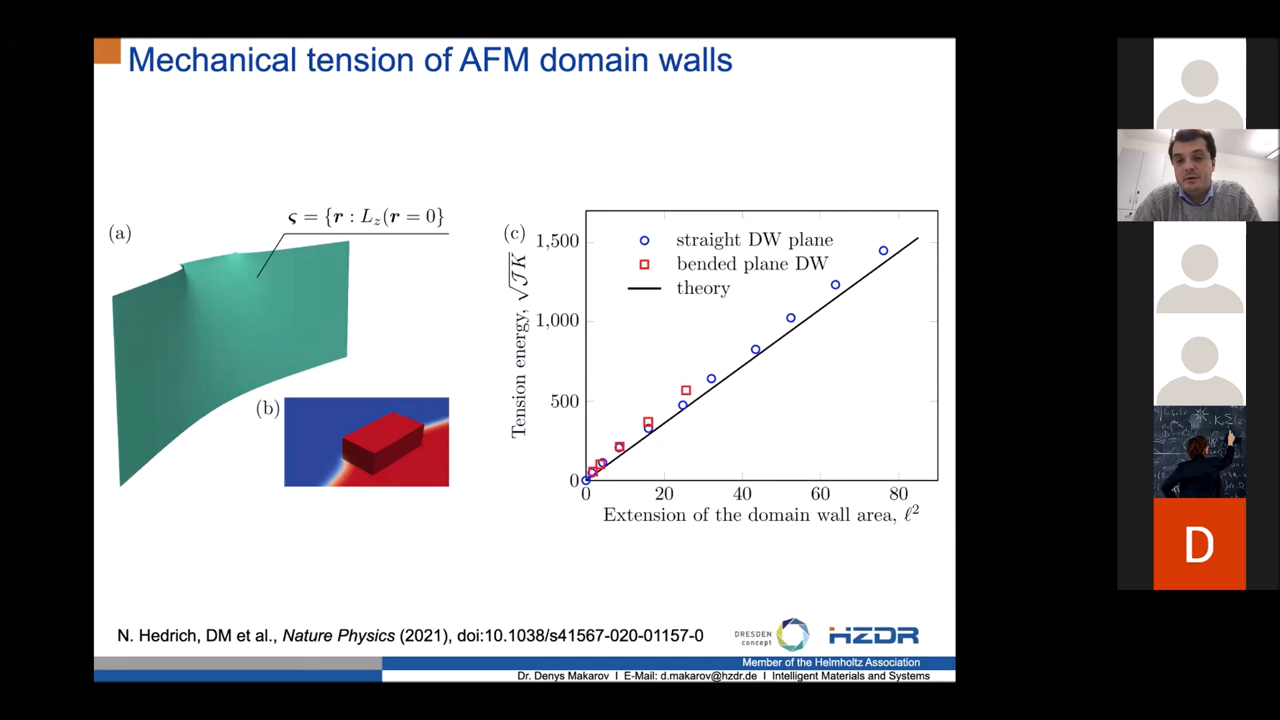 Mechanical tension of AFM domain walls
(a)
ς = {r : L_z(r = 0}
(b)
(c)
straight DW plane
bended plane DW
theory
Tension energy, √𝒥K
1,500
1,000
500
0
0 20 40 60 80
Extension of the domain wall area, ℓ²
N. Hedrich, DM et al., Nature Physics (2021), doi:10.1038/s41567-020-01157-0
DRESDEN
concept
HZDR
Member of the Helmholtz Association
Dr. Denys Makarov I E-Mail: d.makarov@hzdr.de I Intelligent Materials and Systems
D